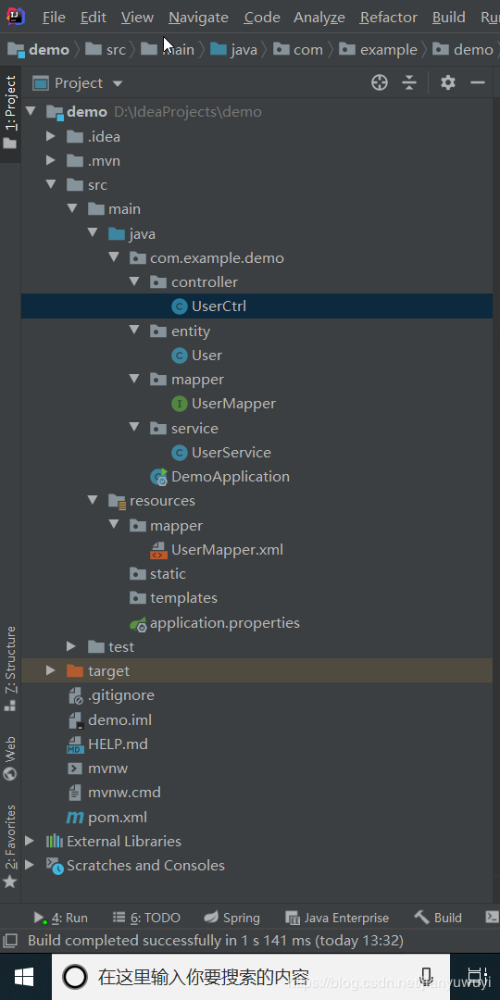 File Edit View Navigate Code Analyze Refactor Build Ru
demo src main java com example demo
1: Project
Project
demo D:\IdeaProjects\demo
.idea
.mvn
src
main
java
com.example.demo
controller
UserCtrl
entity
User
mapper
UserMapper
service
UserService
DemoApplication
resources
mapper
UserMapper.xml
static
templates
application.properties
test
target
.gitignore
demo.iml
HELP.md
mvnw
mvnw.cmd
pom.xml
External Libraries
Scratches and Consoles
7: Structure
Web
2: Favorites
4: Run 6: TODO Spring Java Enterprise Build
Build completed successfully in 1 s 141 ms (today 13:32)
在这里输入你要搜索的内容